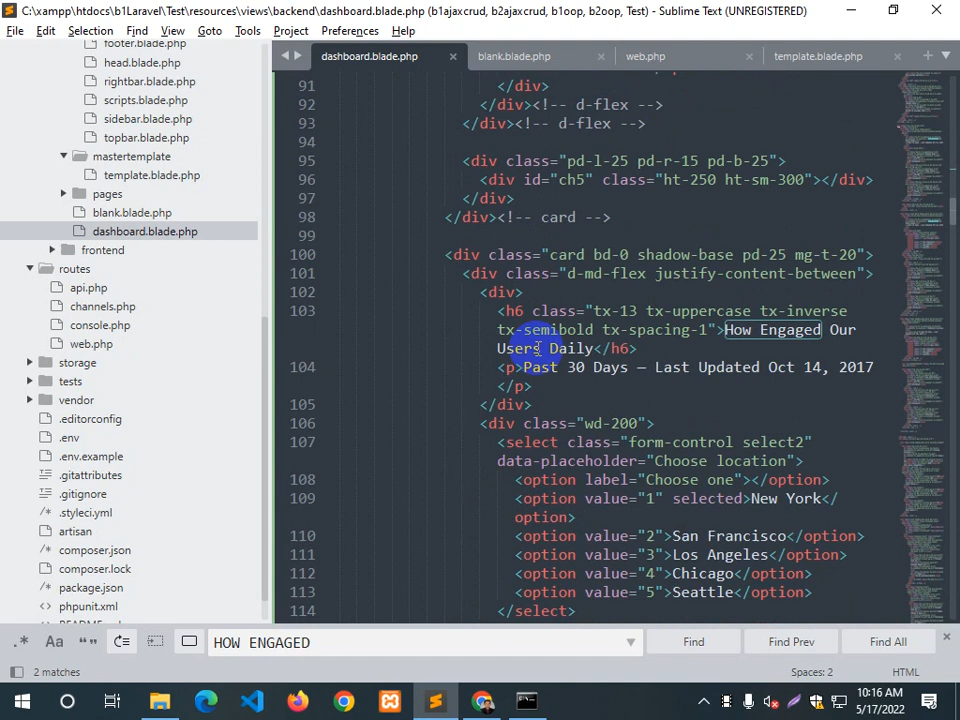 C:\xampp\htdocs\b1Laravel\Test\resources\views\backend\dashboard.blade.php (b1ajaxcrud, b2ajaxcrud, b1oop, b2oop, Test) - Sublime Text (UNREGISTERED)
File Edit Selection Find View Goto Tools Project Preferences Help
footer.blade.php
head.blade.php
rightbar.blade.php
scripts.blade.php
sidebar.blade.php
topbar.blade.php
mastertemplate
template.blade.php
pages
blank.blade.php
dashboard.blade.php
frontend
routes
api.php
channels.php
console.php
web.php
storage
tests
vendor
.editorconfig
.env
.env.example
.gitattributes
.gitignore
.styleci.yml
artisan
composer.json
composer.lock
package.json
phpunit.xml
dashboard.blade.php × blank.blade.php × web.php × template.blade.php ×
91 </div>
92 </div><!-- d-flex -->
93 </div><!-- d-flex -->
94
95 <div class="pd-l-25 pd-r-15 pd-b-25">
96 <div id="ch5" class="ht-250 ht-sm-300"></div>
97 </div>
98 </div><!-- card -->
99
100 <div class="card bd-0 shadow-base pd-25 mg-t-20">
101 <div class="d-md-flex justify-content-between">
102 <div>
103 <h6 class="tx-13 tx-uppercase tx-inverse
tx-semibold tx-spacing-1">How Engaged Our
Users Daily</h6>
104 <p>Past 30 Days — Last Updated Oct 14, 2017
</p>
105 </div>
106 <div class="wd-200">
107 <select class="form-control select2"
data-placeholder="Choose location">
108 <option label="Choose one"></option>
109 <option value="1" selected>New York</
option>
110 <option value="2">San Francisco</option>
111 <option value="3">Los Angeles</option>
112 <option value="4">Chicago</option>
113 <option value="5">Seattle</option>
114 </select>
.* Aa “” HOW ENGAGED Find Find Prev Find All ×
2 matches Spaces: 2 HTML
10:16 AM
5/17/2022